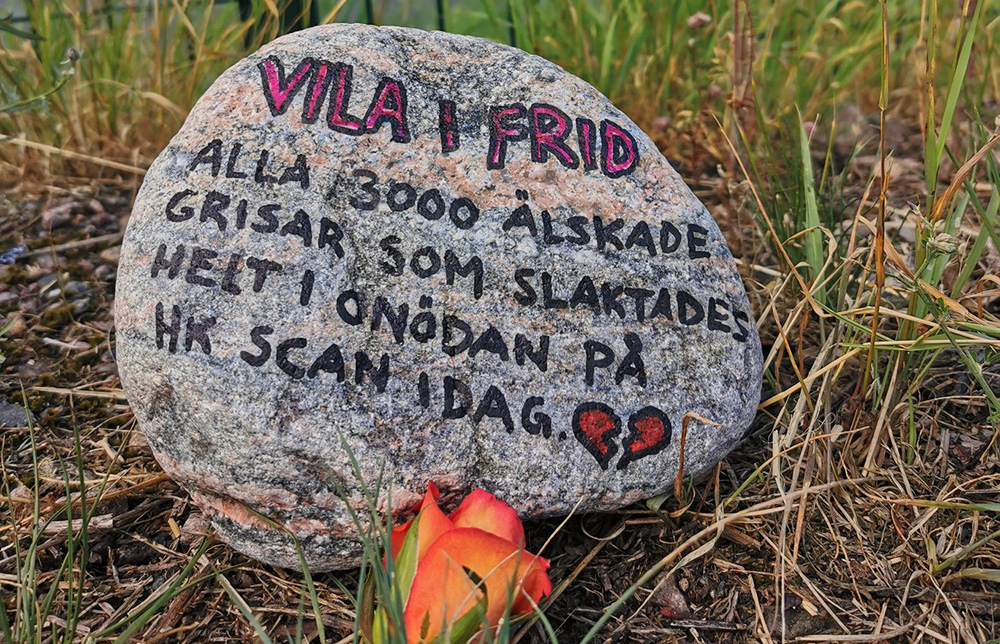 VILA I FRID
ALLA 3000 ÄLSKADE
GRISAR SOM SLAKTADES
HELT I ONÖDAN PÅ
HK SCAN IDAG.